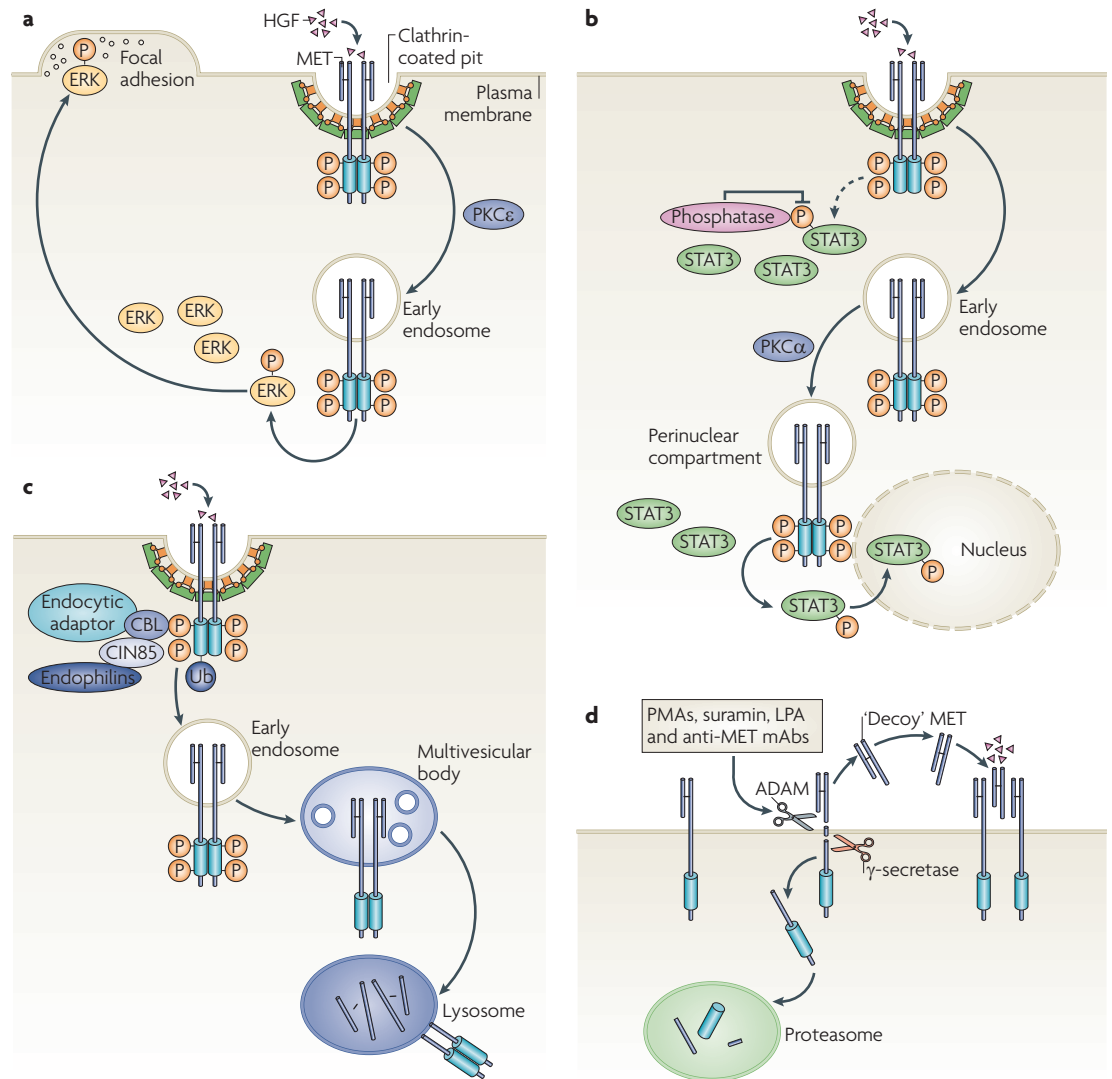 a
HGF
MET
Clathrin-
coated pit
Plasma
membrane
P
ERK
Focal
adhesion
P
P
P
P
PKCε
Early
endosome
ERK
ERK
ERK
P
ERK
P
P
P
P
b
P
P
P
P
Phosphatase
P
STAT3
STAT3
STAT3
Early
endosome
PKCα
P
P
P
P
Perinuclear
compartment
STAT3
STAT3
P
P
P
P
STAT3
P
Nucleus
STAT3
P
c
Endocytic
adaptor
CBL
CIN85
Endophilins
P
P
P
P
Ub
Early
endosome
P
P
P
P
Multivesicular
body
Lysosome
d
PMAs, suramin, LPA
and anti-MET mAbs
'Decoy' MET
ADAM
γ-secretase
Proteasome